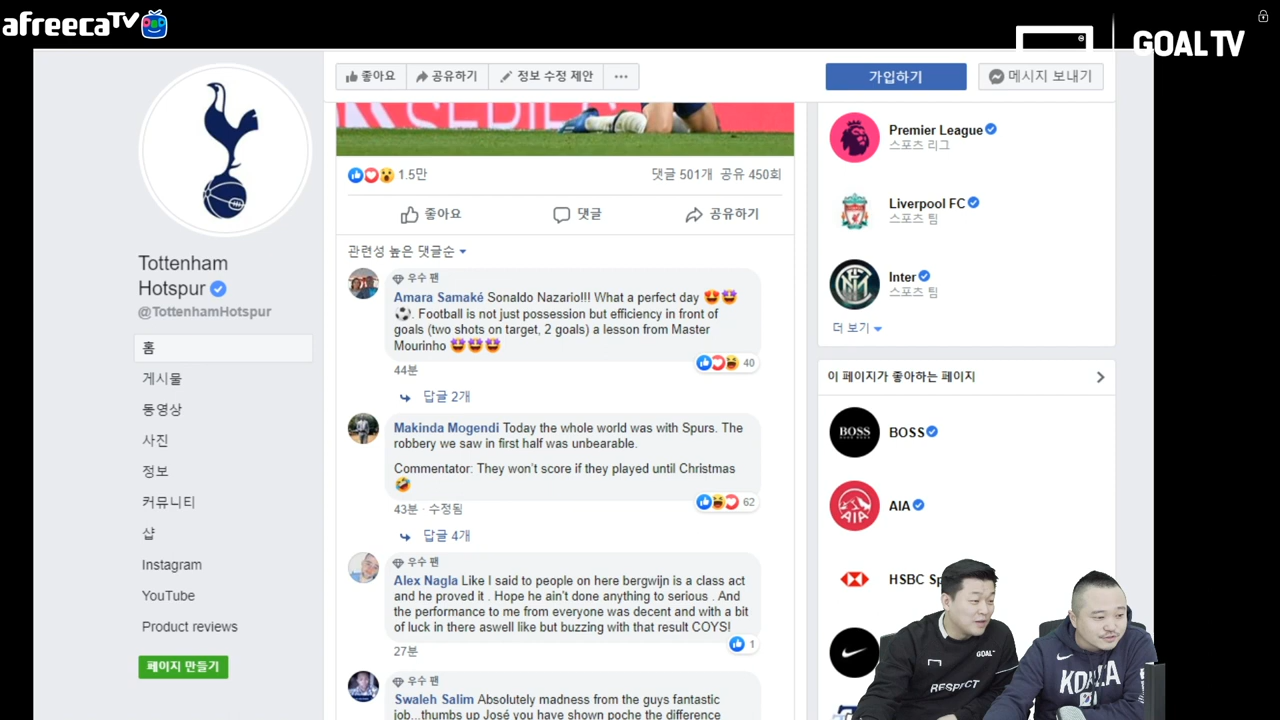 afreecaTV
GOAL TV
좋아요
공유하기
정보 수정 제안
가입하기
메시지 보내기
SERIES
1.5만
댓글 501개 공유 450회
좋아요
댓글
공유하기
관련성 높은 댓글순
우수 팬
Amara Samaké Sonaldo Nazario!!! What a perfect day 😍🤩
⚽. Football is not just possession but efficiency in front of
goals (two shots on target, 2 goals) a lesson from Master
Mourinho 🤩🤩🤩
40
44분
답글 2개
Makinda Mogendi Today the whole world was with Spurs. The
robbery we saw in first half was unbearable.
Commentator: They won't score if they played until Christmas
🤣
62
43분 · 수정됨
답글 4개
우수 팬
Alex Nagla Like I said to people on here bergwijn is a class act
and he proved it . Hope he ain't done anything to serious . And
the performance to me from everyone was decent and with a bit
of luck in there aswell like but buzzing with that result COYS!
1
27분
우수 팬
Swaleh Salim Absolutely madness from the guys fantastic
job...thumbs up José you have shown poche the difference
Tottenham
Hotspur
@TottenhamHotspur
홈
게시물
동영상
사진
정보
커뮤니티
샵
Instagram
YouTube
Product reviews
페이지 만들기
Premier League
스포츠 리그
Liverpool FC
스포츠 팀
Inter
스포츠 팀
더 보기
이 페이지가 좋아하는 페이지
BOSS
BOSS
AIA
AIA
HSBC
GOAL
RESPECT